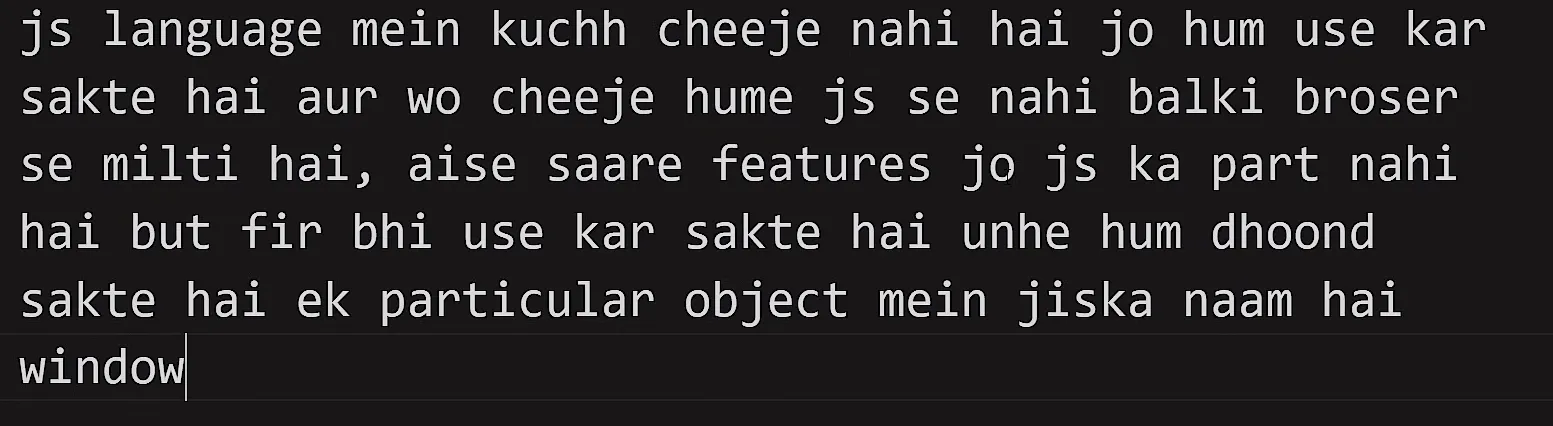 js language mein kuchh cheeje nahi hai jo hum use kar
sakte hai aur wo cheeje hume js se nahi balki broser
se milti hai, aise saare features jo js ka part nahi
hai but fir bhi use kar sakte hai unhe hum dhoond
sakte hai ek particular object mein jiska naam hai
window